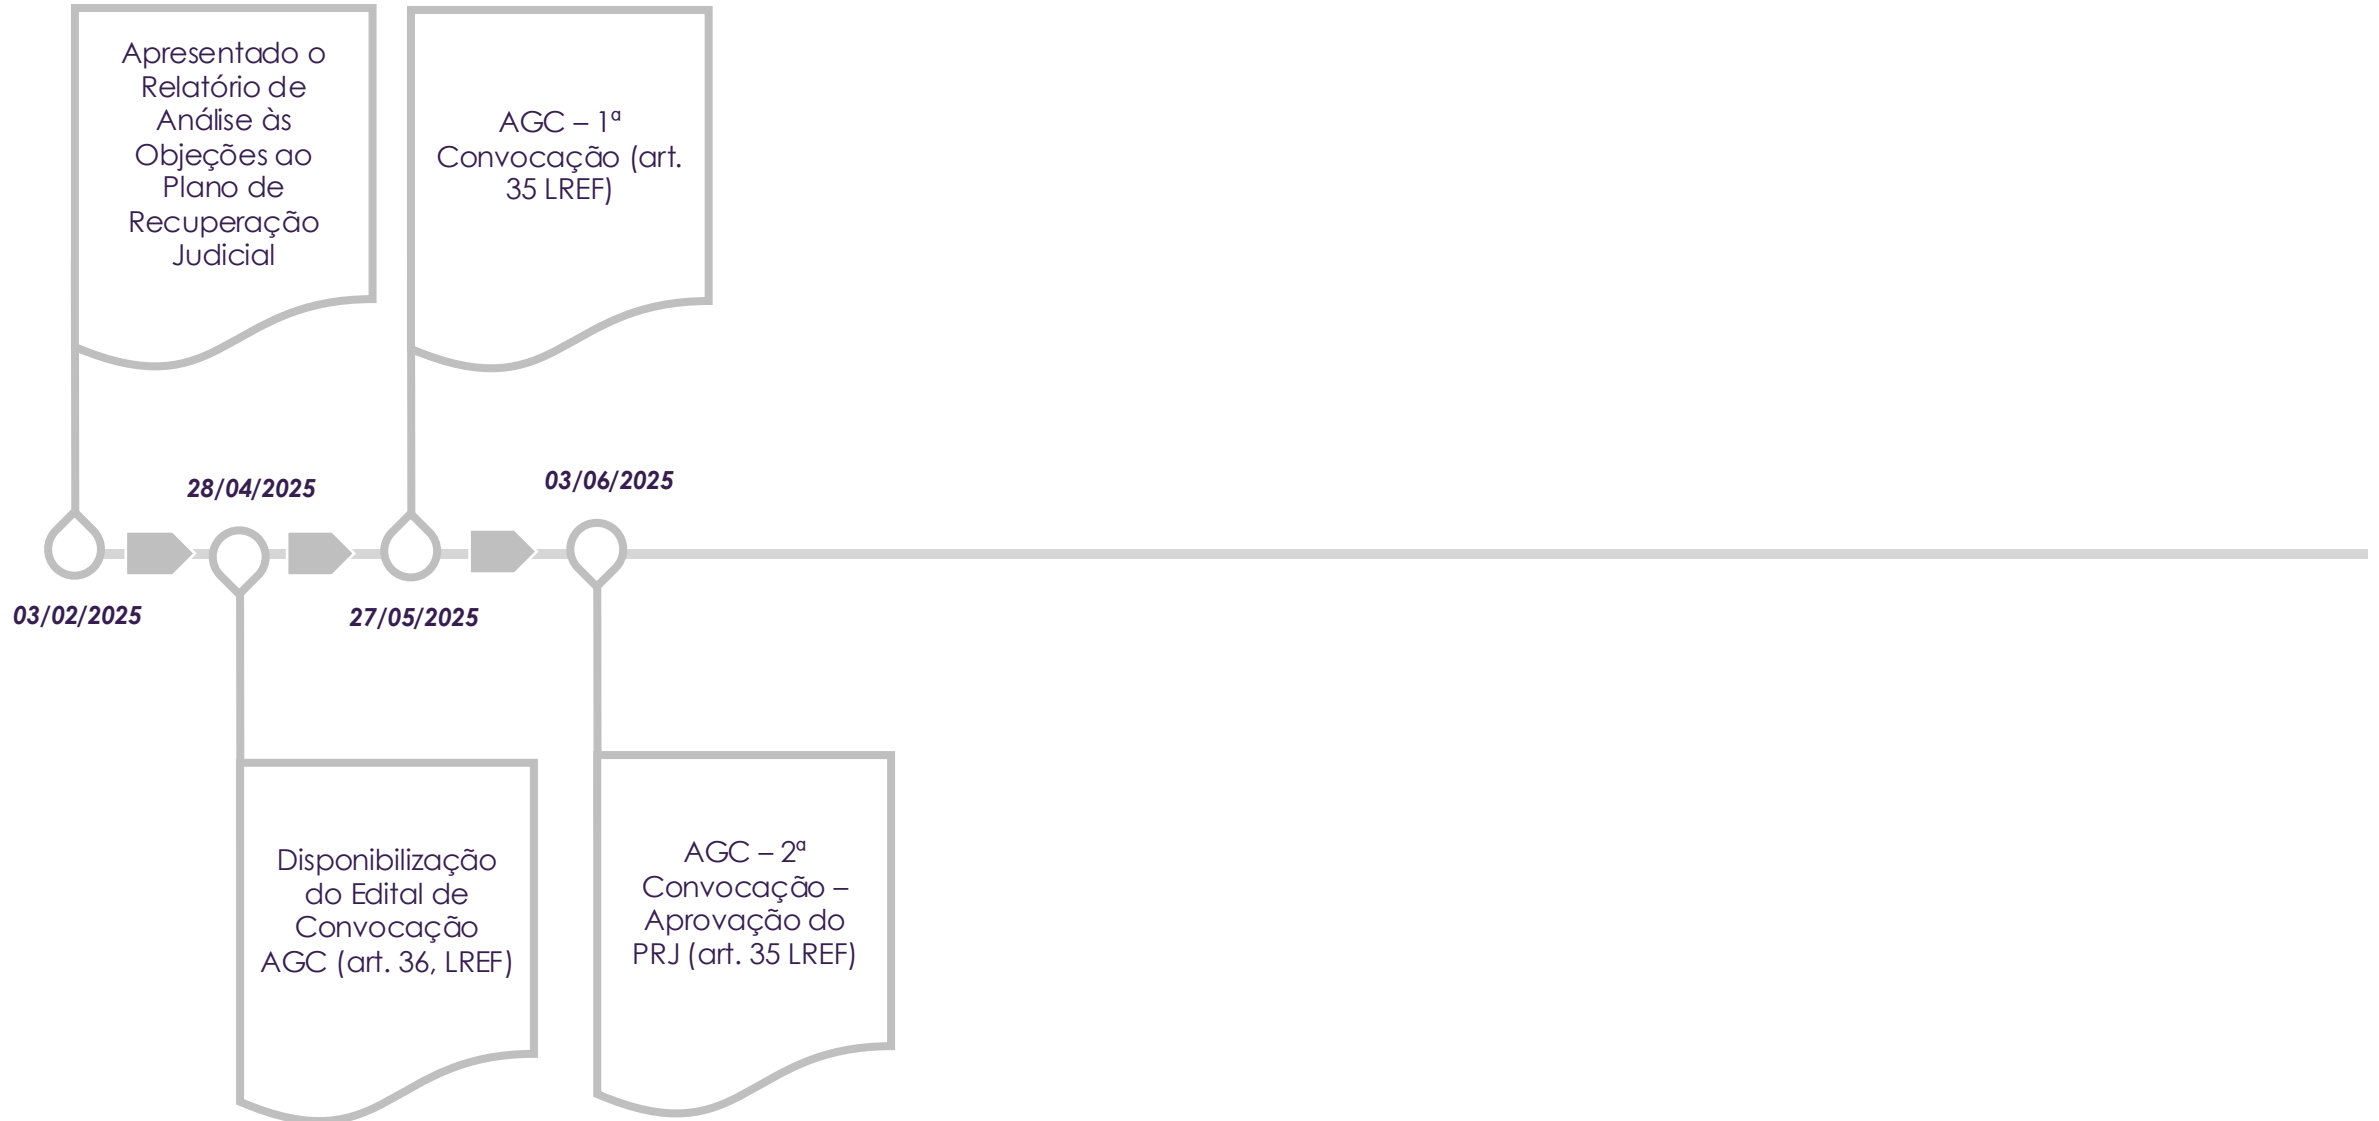 Apresentado o
Relatório de
Análise às
Objeções ao
Plano de
Recuperação
Judicial
AGC – 1ª
Convocação (art.
35 LREF)
28/04/2025
03/06/2025
03/02/2025
27/05/2025
Disponibilização
do Edital de
Convocação
AGC (art. 36, LREF)
AGC – 2ª
Convocação –
Aprovação do
PRJ (art. 35 LREF)